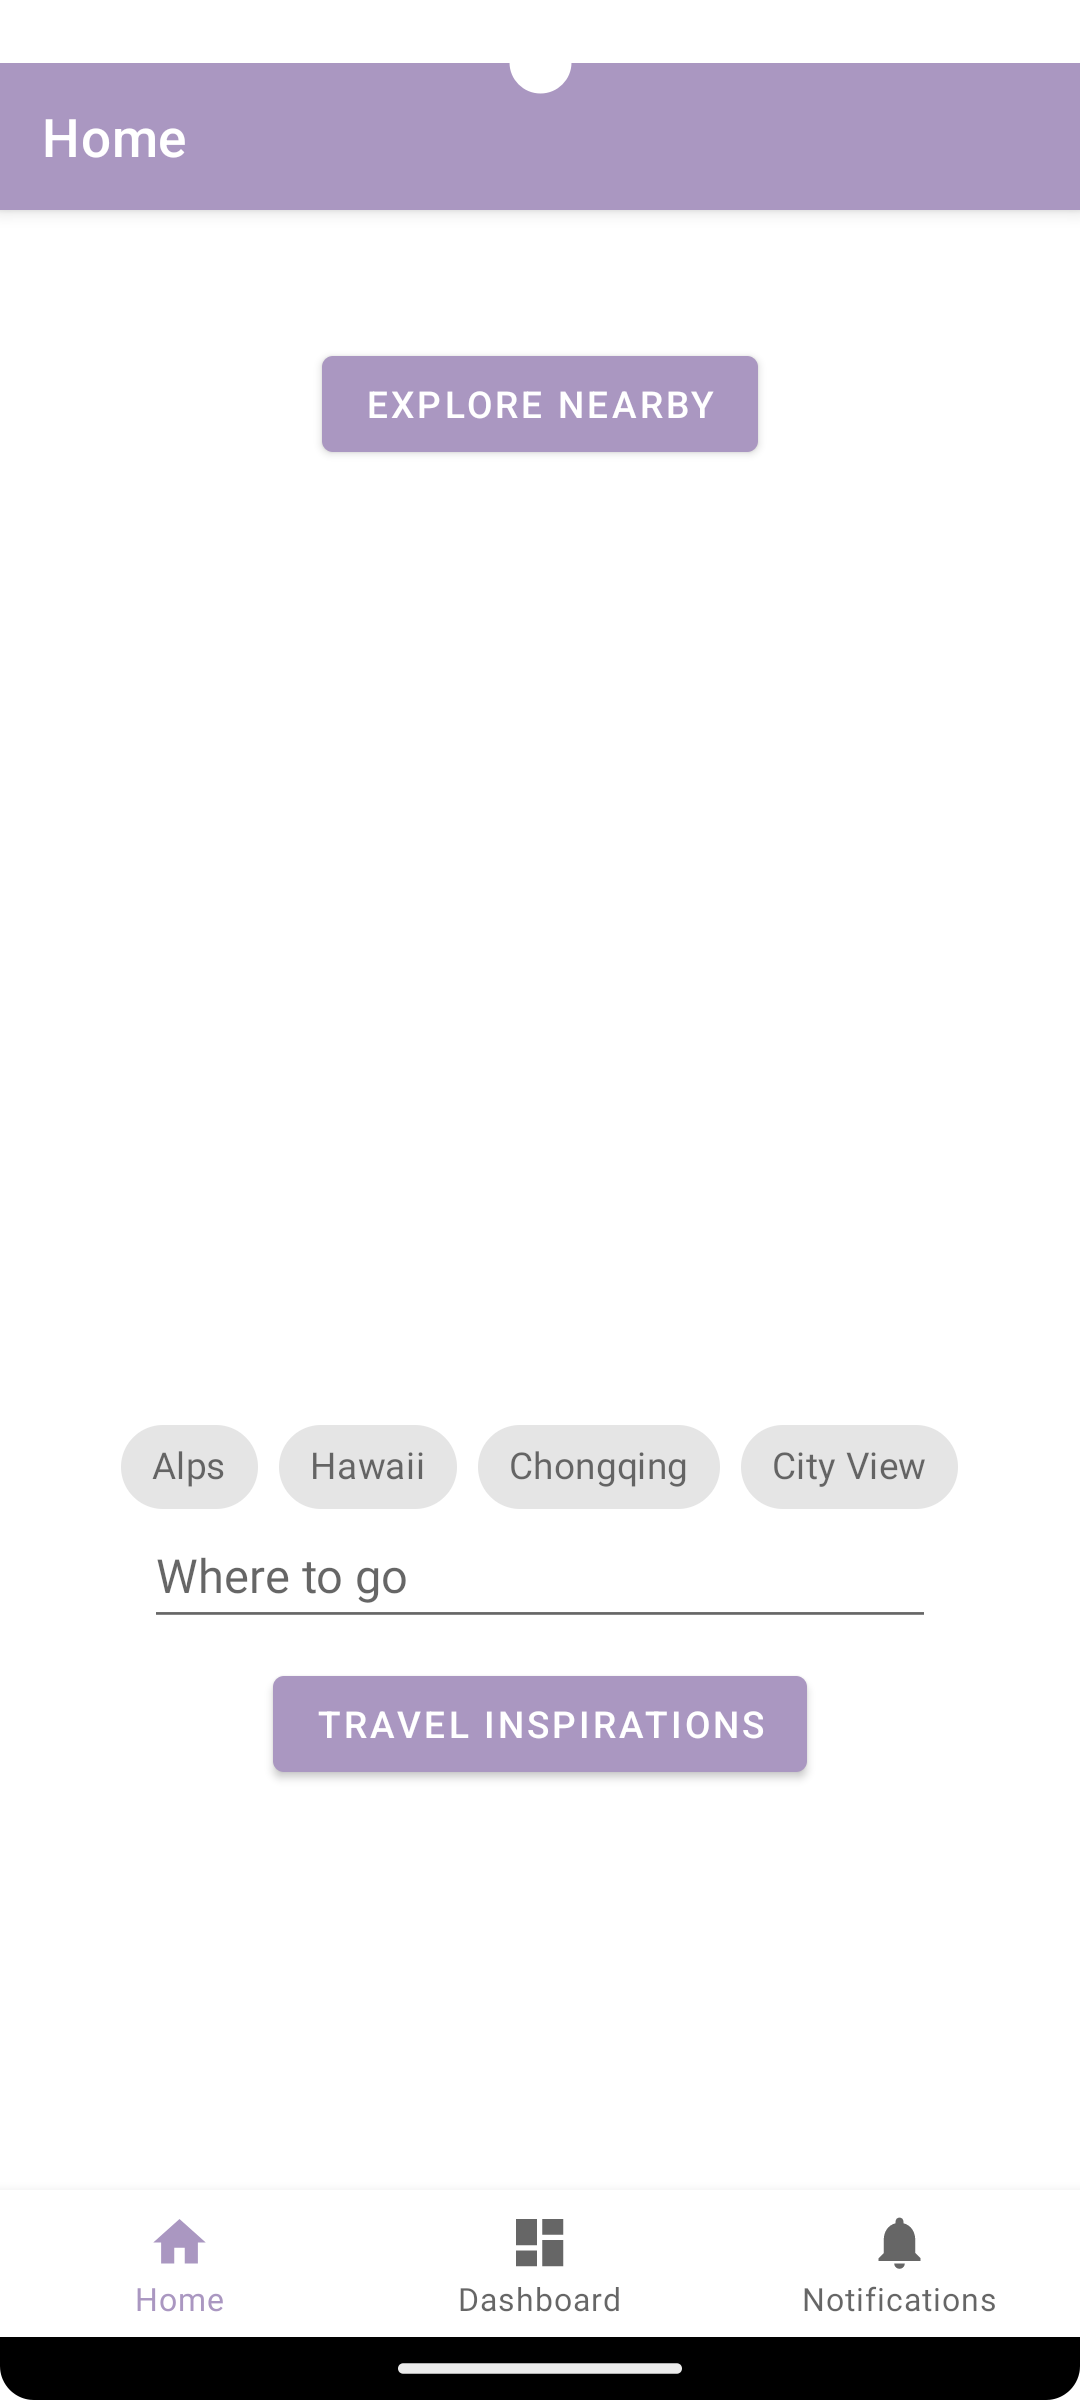 Home
EXPLORE NEARBY
Alps Hawaii Chongqing City View
Where to go
TRAVEL INSPIRATIONS
Home Dashboard Notifications